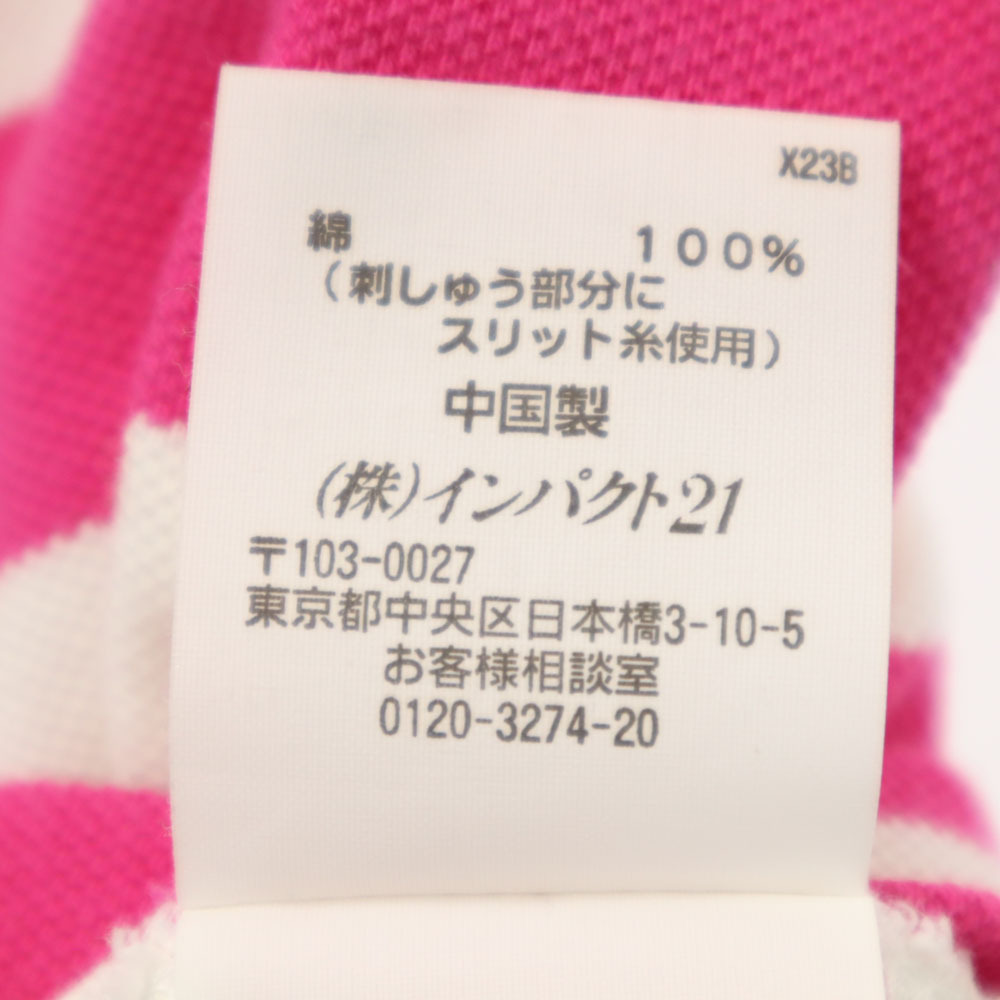 X23B
綿 100%
(刺しゅう部分に
スリット糸使用)
中国製
(株)インパクト21
〒103-0027
東京都中央区日本橋3-10-5
お客様相談室
0120-3274-20